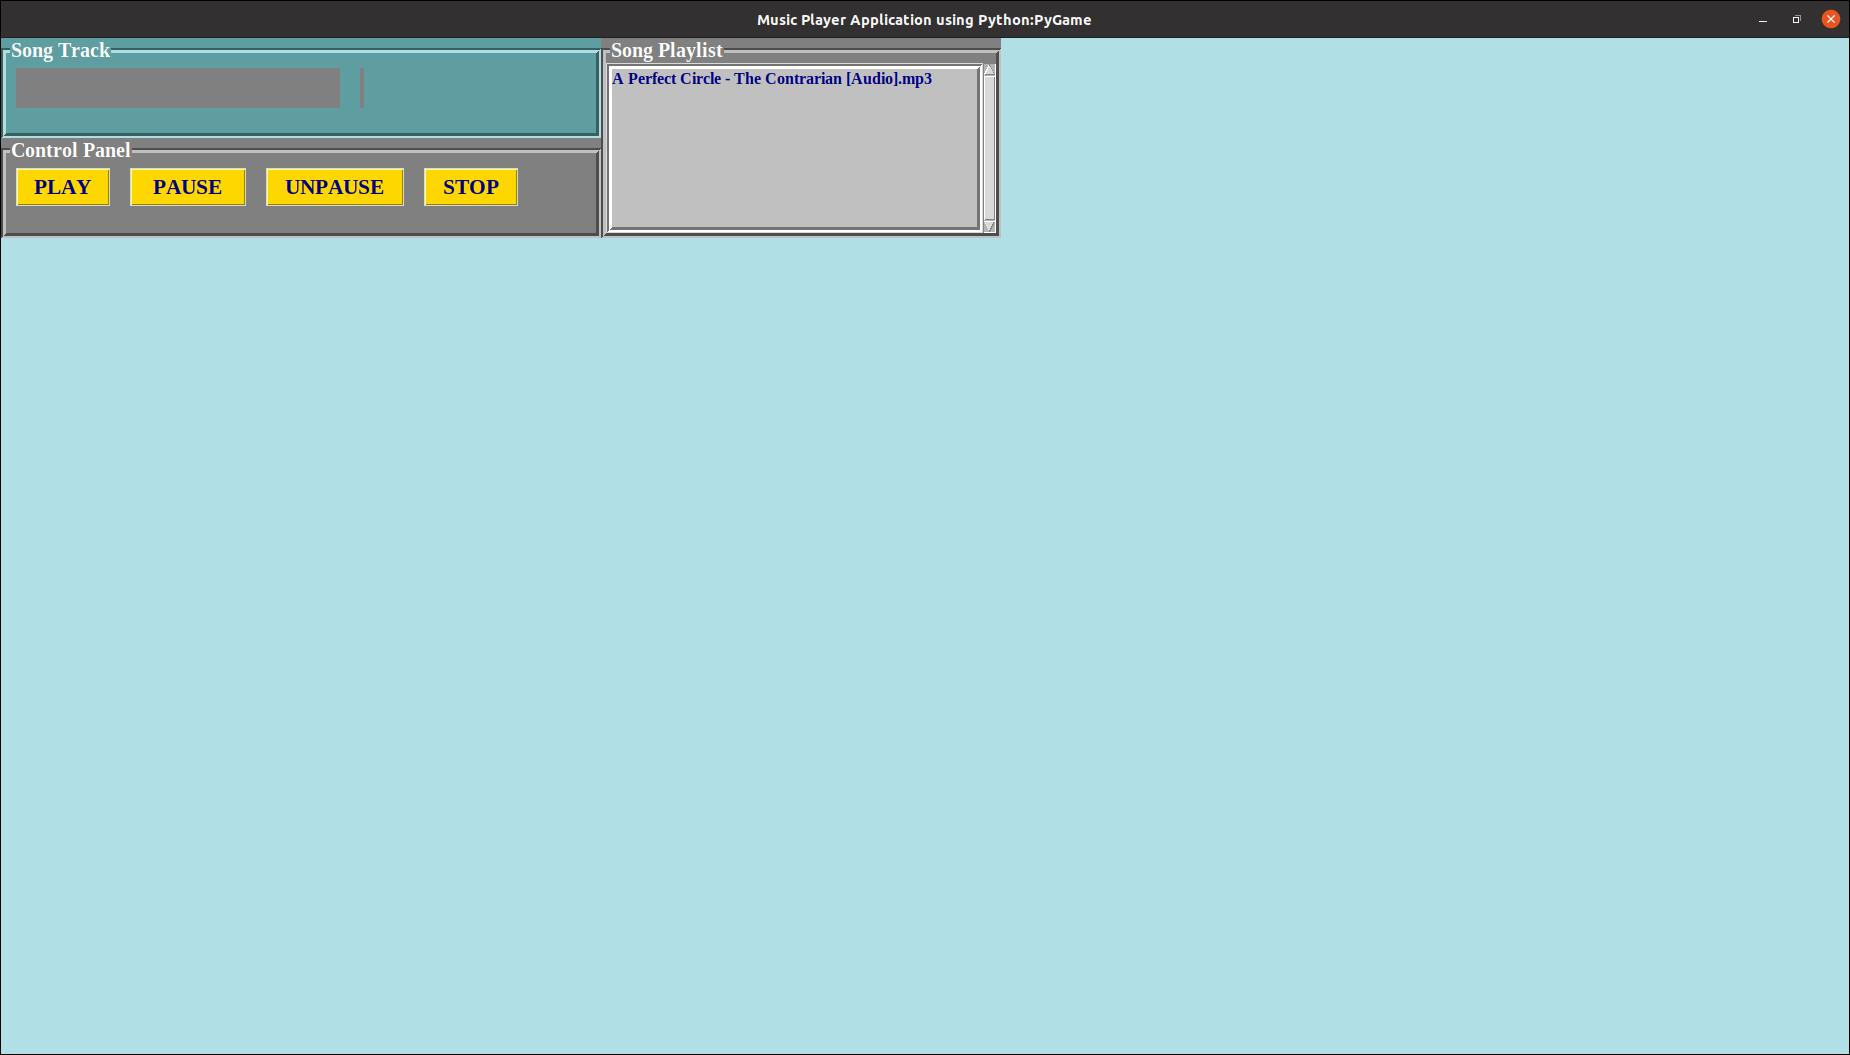 Music Player Application using Python:PyGame
Song Track
Song Playlist
A Perfect Circle - The Contrarian [Audio].mp3
Control Panel
PLAY PAUSE UNPAUSE STOP